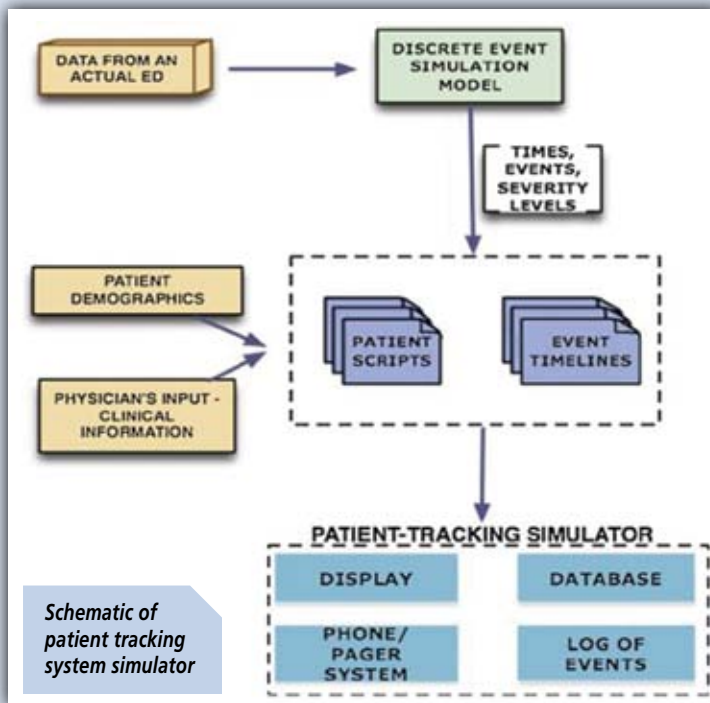 DATA FROM AN
ACTUAL ED
DISCRETE EVENT
SIMULATION
MODEL
TIMES,
EVENTS,
SEVERITY
LEVELS
PATIENT
DEMOGRAPHICS
PHYSICIAN'S INPUT -
CLINICAL
INFORMATION
PATIENT
SCRIPTS
EVENT
TIMELINES
PATIENT-TRACKING SIMULATOR
DISPLAY
DATABASE
PHONE/
PAGER
SYSTEM
LOG OF
EVENTS
Schematic of
patient tracking
system simulator